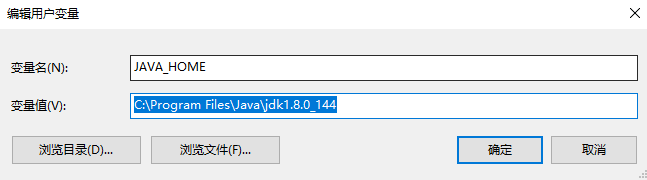 编辑用户变量
变量名(N):
JAVA_HOME
变量值(V):
C:\Program Files\Java\jdk1.8.0_144
浏览目录(D)...
浏览文件(F)...
确定
取消